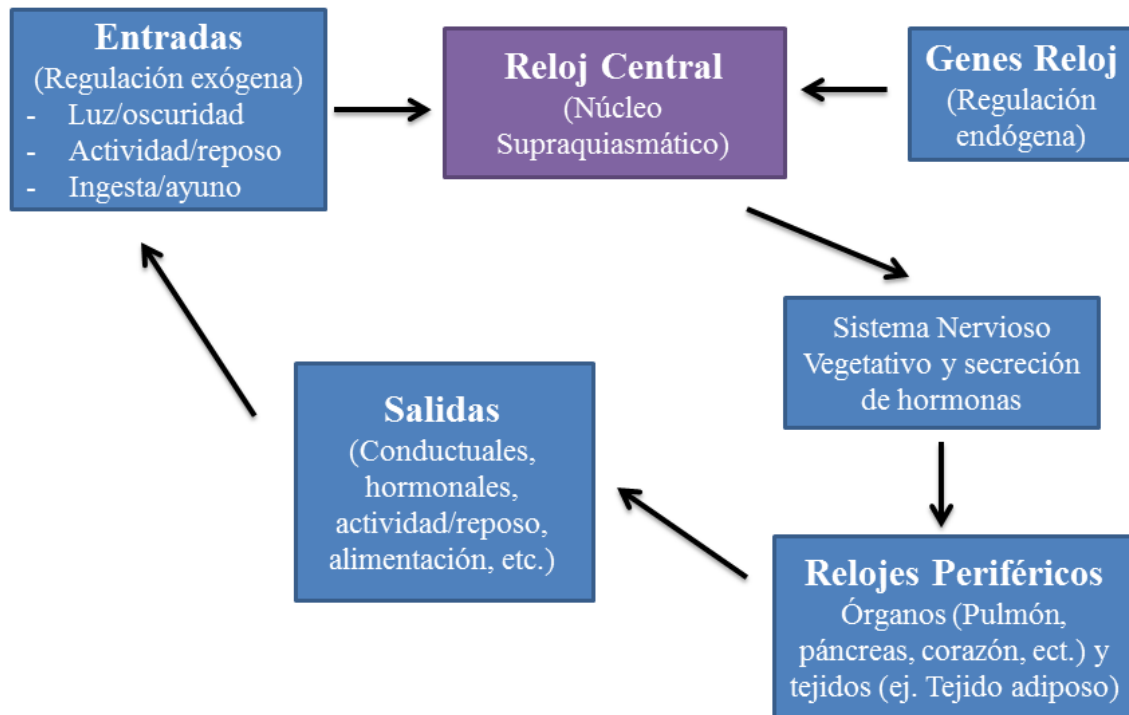 Entradas
(Regulación exógena)
- Luz/oscuridad
- Actividad/reposo
- Ingesta/ayuno
Reloj Central
(Núcleo
Supraquiasmático)
Genes Reloj
(Regulación
endógena)
Sistema Nervioso
Vegetativo y secreción
de hormonas
Salidas
(Conductuales,
hormonales,
actividad/reposo,
alimentación, etc.)
Relojes Periféricos
Órganos (Pulmón,
páncreas, corazón, ect.) y
tejidos (ej. Tejido adiposo)